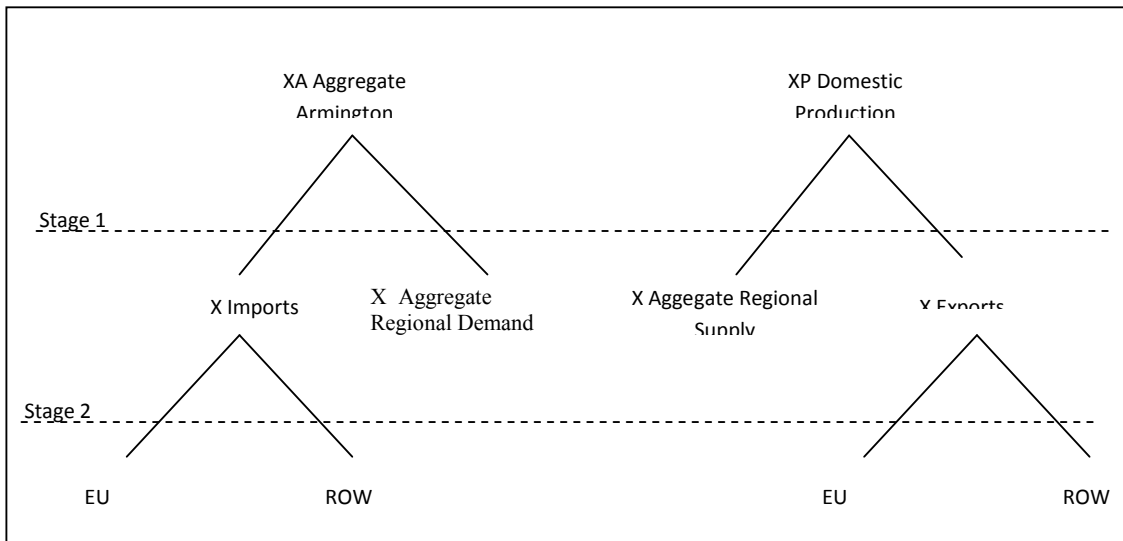 XA Aggregate
Armington
XP Domestic
Production
Stage 1
X Imports
X Aggregate
Regional Demand
X Aggegate Regional
Supply
X Exports
Stage 2
EU
ROW
EU
ROW